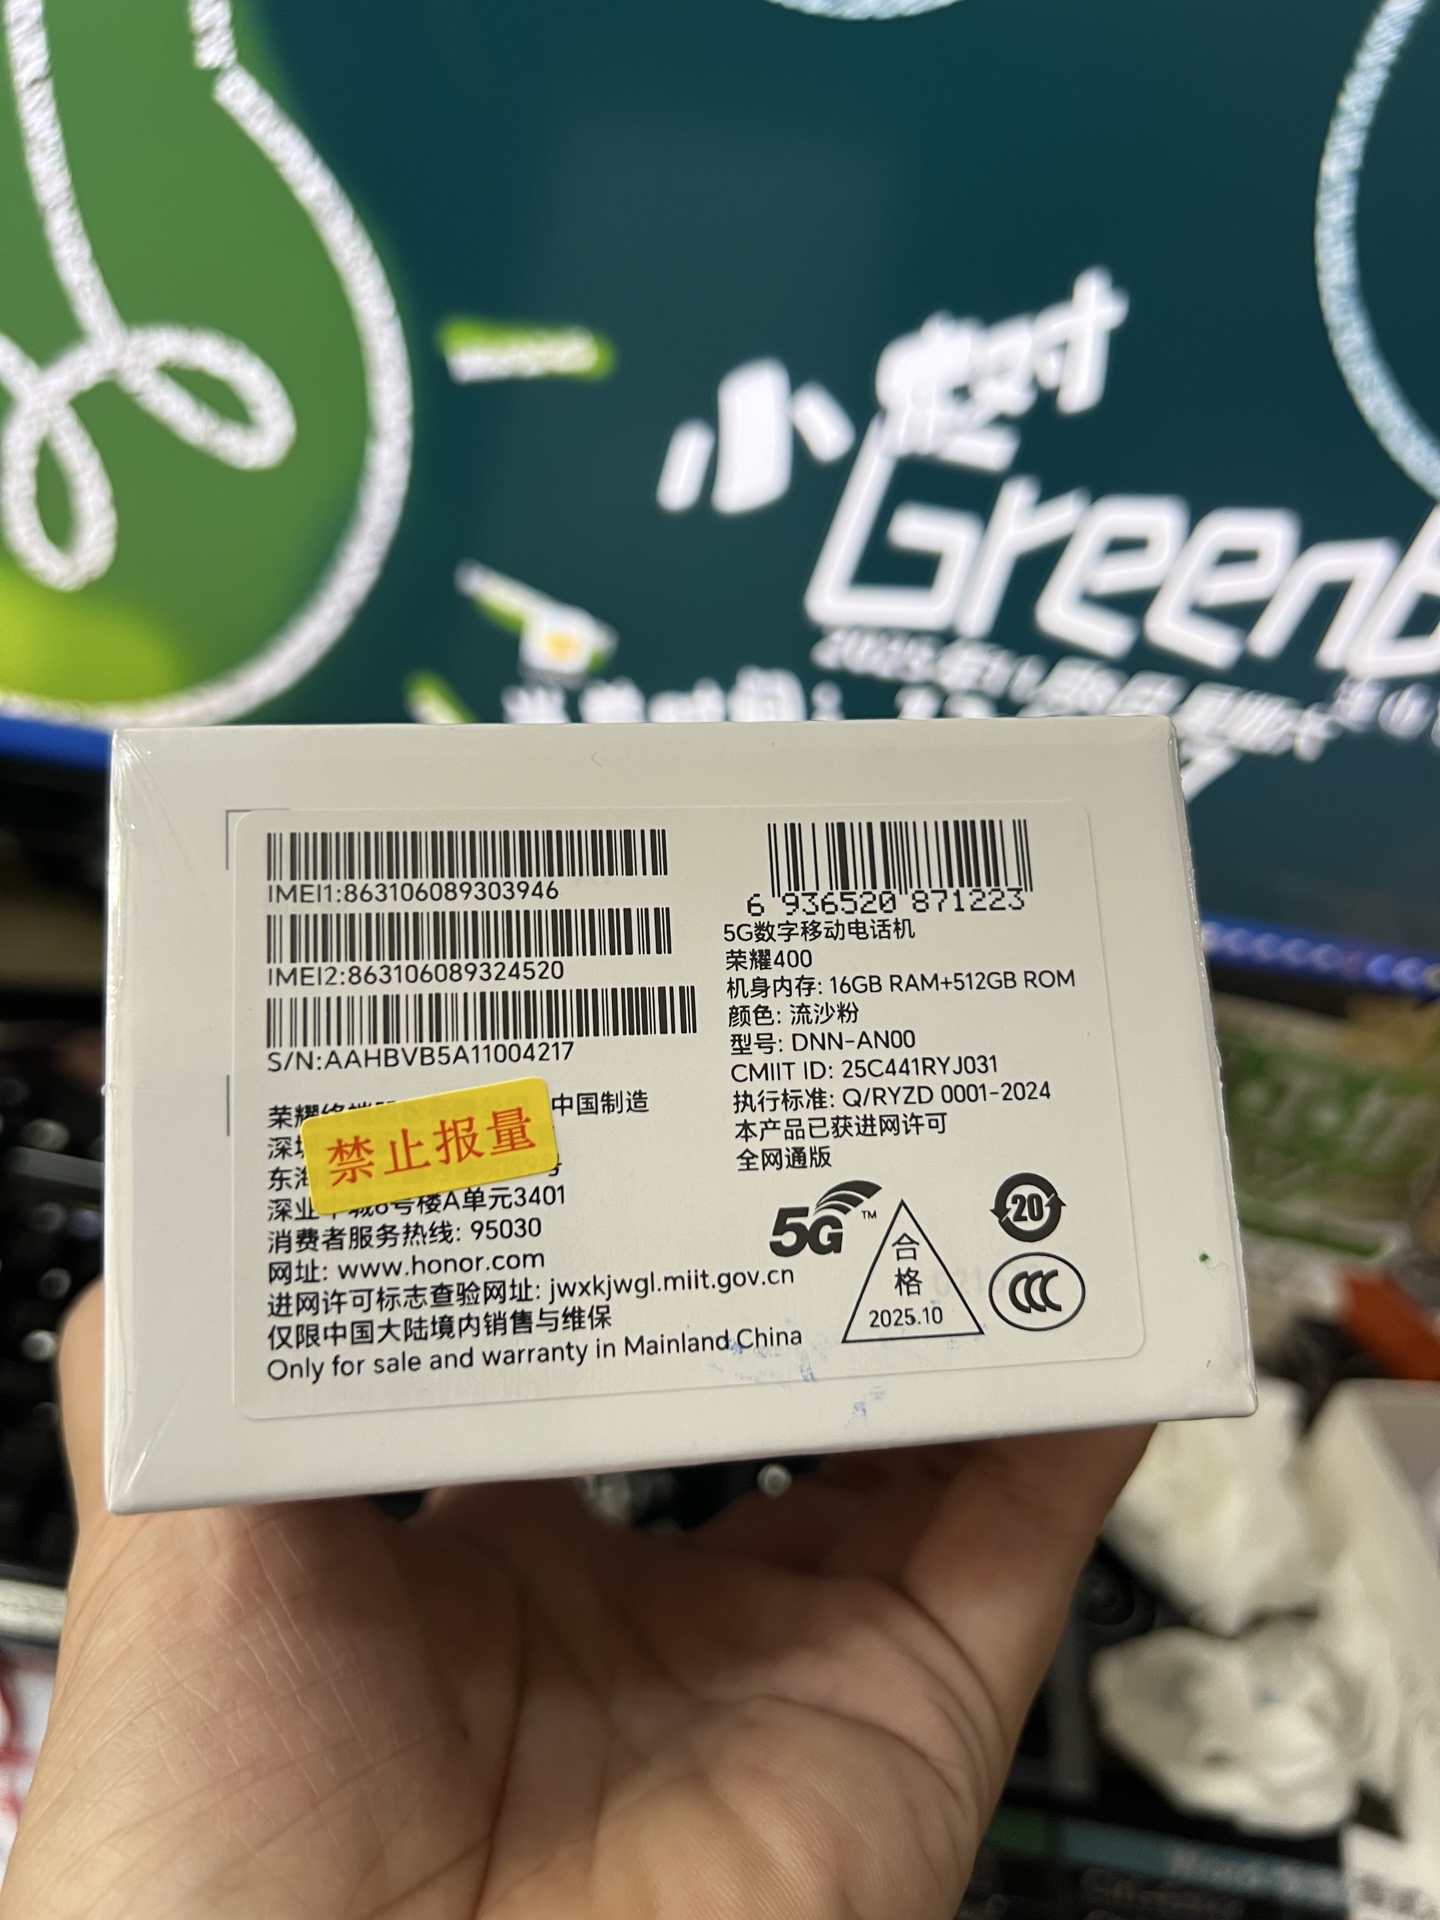 小
Green
IMEI1:863106089303946
IMEI2:863106089324520
S/N:AAHBVB5A11004217
荣耀终端 中国制造
禁止报量
深
东
深业 6号楼A单元3401
消费者服务热线: 95030
网址: www.honor.com
进网许可标志查验网址: jwxkjwgl.miit.gov.cn
仅限中国大陆境内销售与维保
Only for sale and warranty in Mainland China
6 936520 871223
5G数字移动电话机
荣耀400
机身内存: 16GB RAM+512GB ROM
颜色: 流沙粉
型号: DNN-AN00
CMIIT ID: 25C441RYJ031
执行标准: Q/RYZD 0001-2024
本产品已获进网许可
全网通版
5G™
合格
2025.10
20
CCC